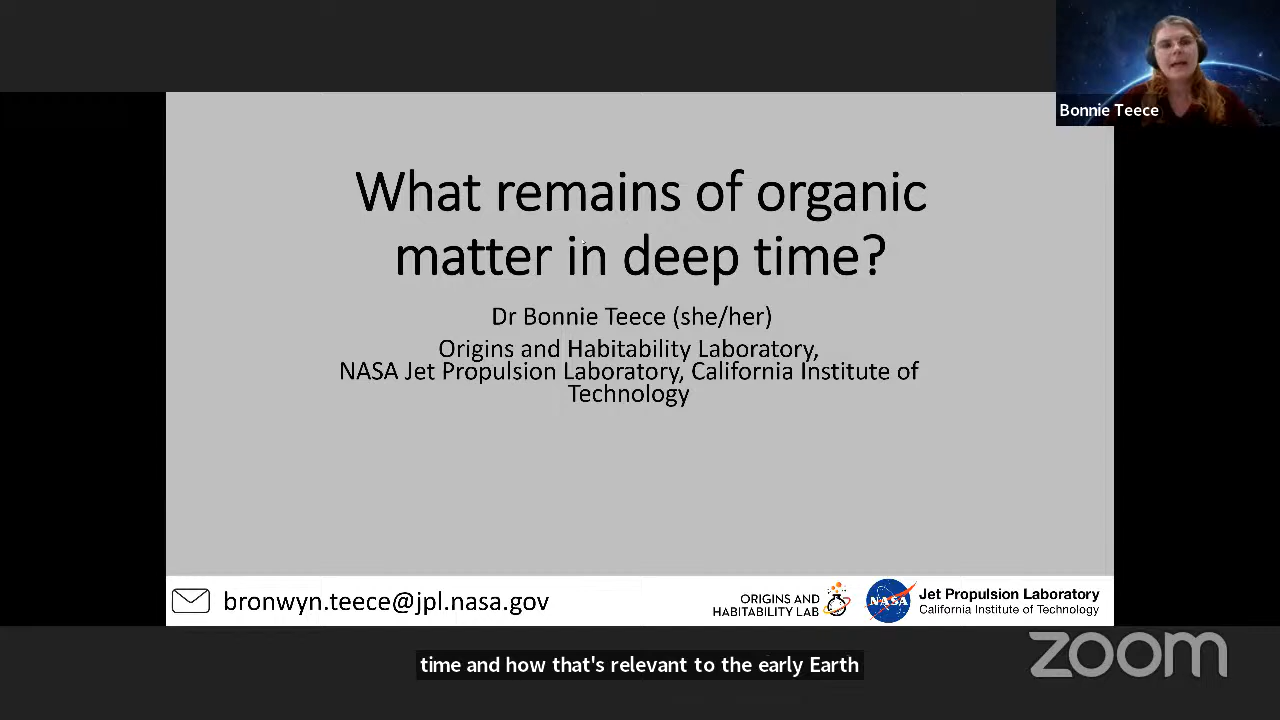 Bonnie Teece
What remains of organic
matter in deep time?
Dr Bonnie Teece (she/her)
Origins and Habitability Laboratory,
NASA Jet Propulsion Laboratory, California Institute of
Technology
bronwyn.teece@jpl.nasa.gov
ORIGINS AND
HABITABILITY LAB
NASA
Jet Propulsion Laboratory
California Institute of Technology
time and how that's relevant to the early Earth
zoom